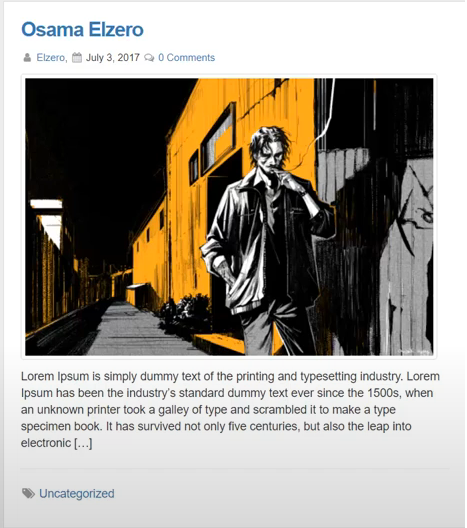 Osama Elzero
Elzero, July 3, 2017 0 Comments
Lorem Ipsum is simply dummy text of the printing and typesetting industry. Lorem
Ipsum has been the industry's standard dummy text ever since the 1500s, when
an unknown printer took a galley of type and scrambled it to make a type
specimen book. It has survived not only five centuries, but also the leap into
electronic […]
Uncategorized